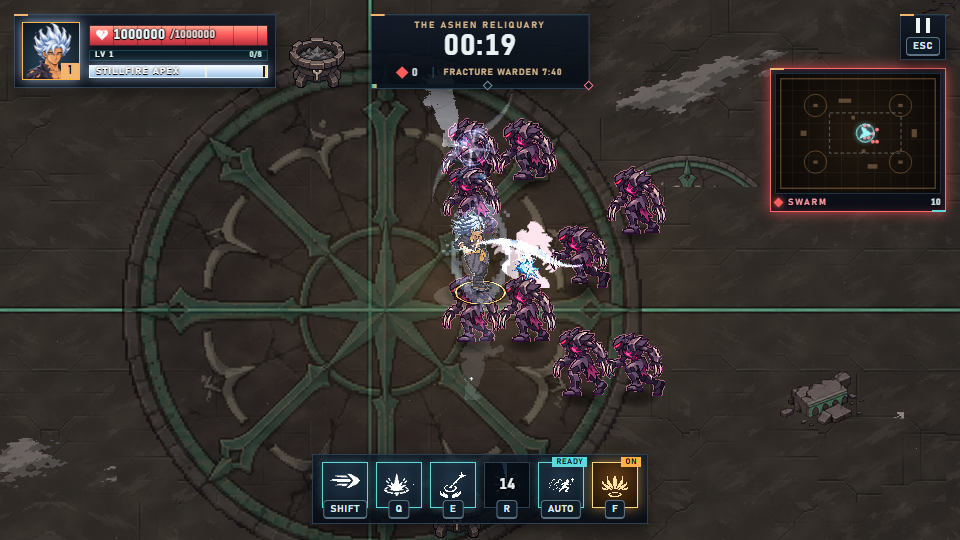 1000000 /1000000
LV 1
0/8
1
STILLFIRE APEX
THE ASHEN RELIQUARY
00:19
0 | FRACTURE WARDEN 7:40
ESC
SWARM
10
READY
ON
14
SHIFT
Q
E
R
AUTO
F